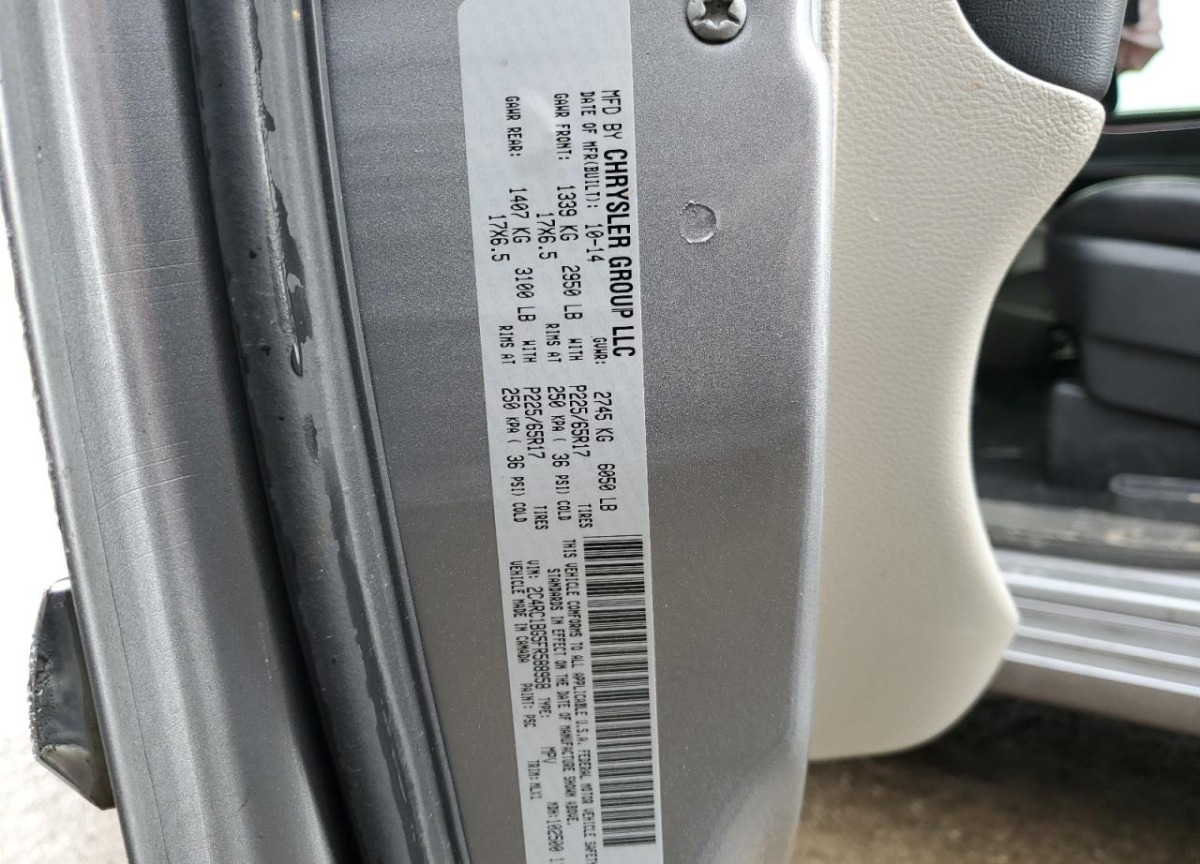 MFD BY CHRYSLER GROUP LLC
DATE OF MFR(BUILT): 10-14 GVWR: 2745 KG 6050 LB
GAWR FRONT: 1339 KG 2950 LB WITH P225/65R17 TIRES
17X6.5 RIMS AT 250 KPA ( 36 PSI) COLD
GAWR REAR: 1407 KG 3100 LB WITH P225/65R17 TIRES
17X6.5 RIMS AT 250 KPA ( 36 PSI) COLD
THIS VEHICLE CONFORMS TO ALL APPLICABLE U.S.A. FEDERAL MOTOR VEHICLE SAFETY
STANDARDS IN EFFECT ON THE DATE OF MANUFACTURE SHOWN ABOVE.
VIN: 2C4RC1BG5FR588958 TYPE: MPV MDH:102500
VEHICLE MADE IN CANADA PAINT: PSC